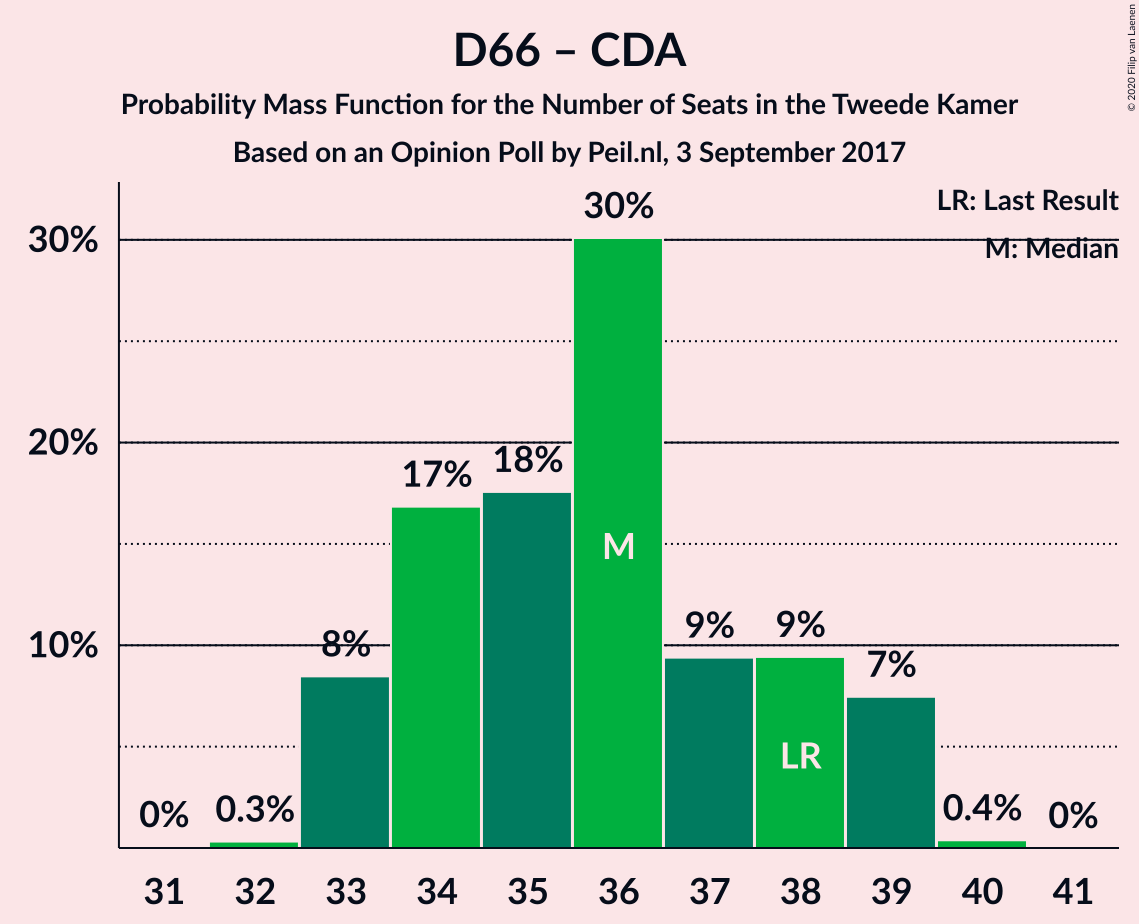 D66 – CDA
Probability Mass Function for the Number of Seats in the Tweede Kamer
Based on an Opinion Poll by Peil.nl, 3 September 2017
© 2020 Filip van Laenen
LR: Last Result
M: Median
30%
20%
10%
0%
0.3%
8%
17%
18%
30%
9%
9%
7%
0.4%
0%
M
LR
31 32 33 34 35 36 37 38 39 40 41